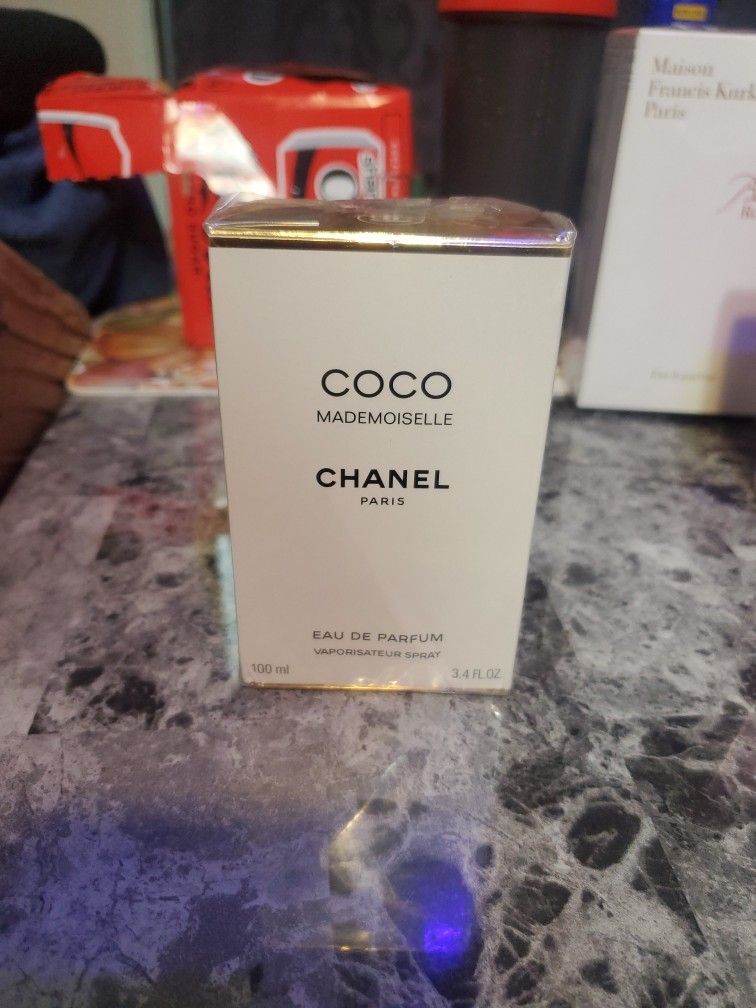 Maison
Francis Kurk
Paris
COCO
MADEMOISELLE
CHANEL
PARIS
EAU DE PARFUM
VAPORISATEUR SPRAY
100 ml
3.4 FL.OZ